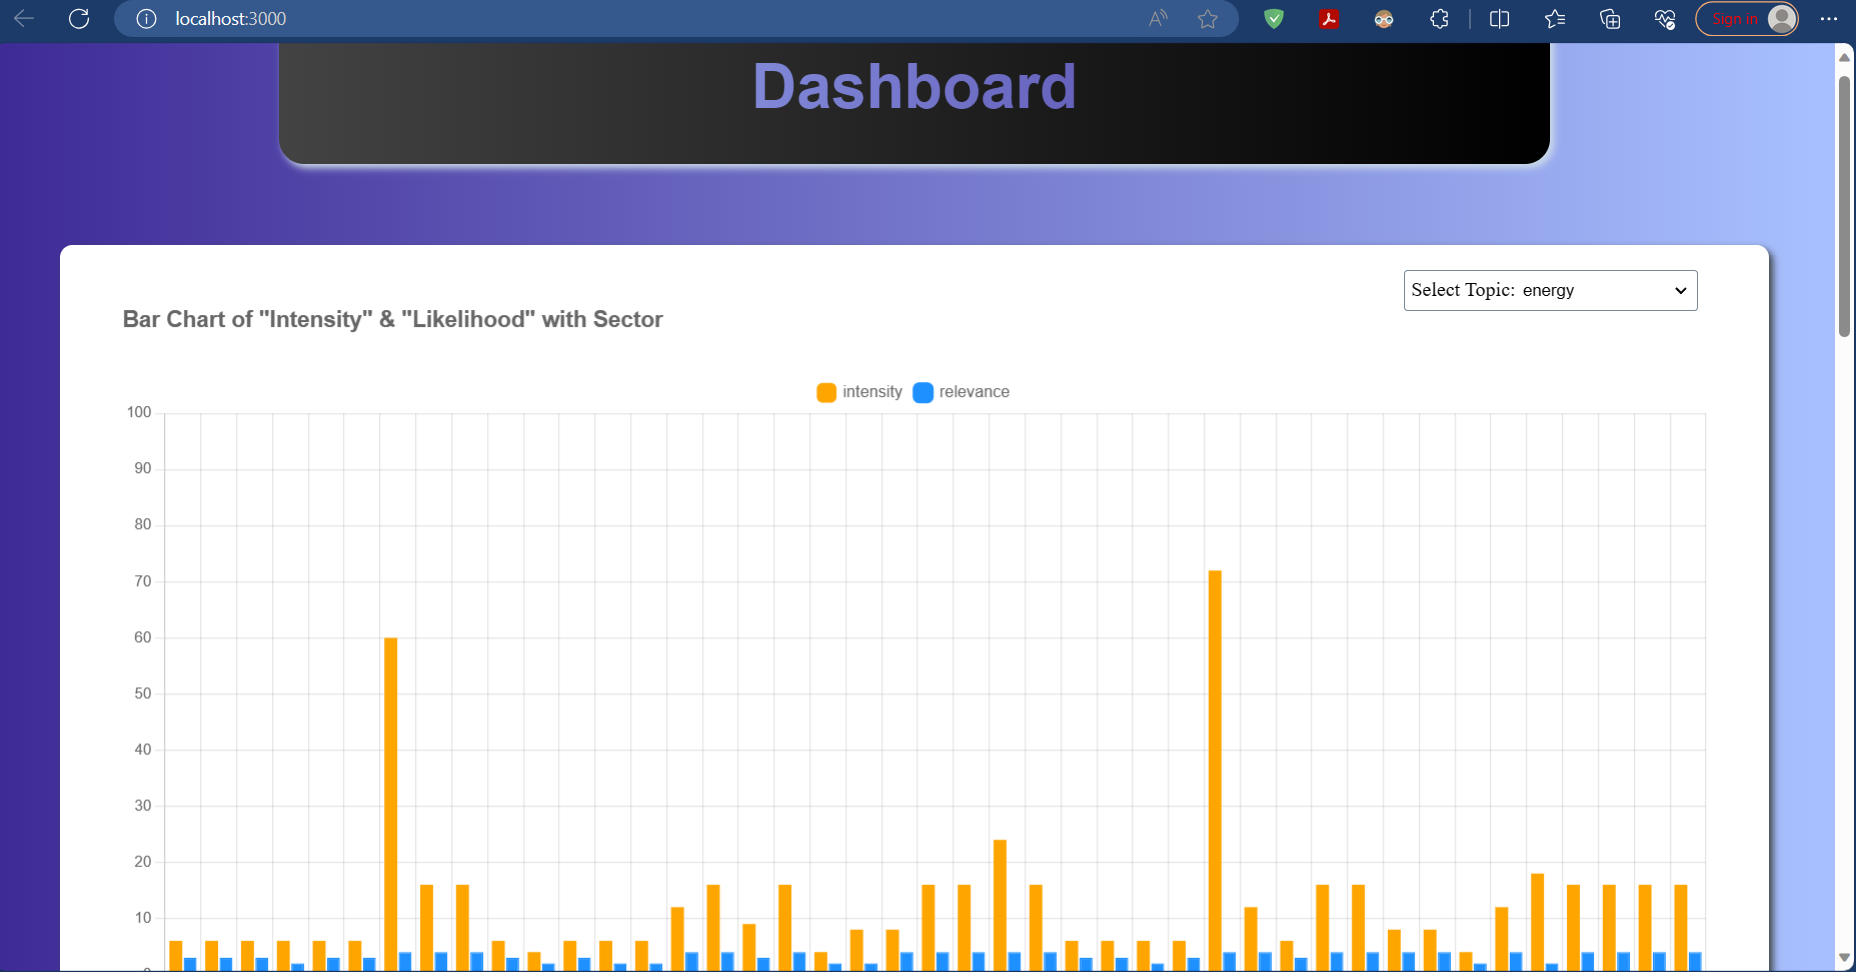 localhost:3000
Sign in
Dashboard
Select Topic: energy
Bar Chart of "Intensity" & "Likelihood" with Sector
intensity relevance
100
90
80
70
60
50
40
30
20
10